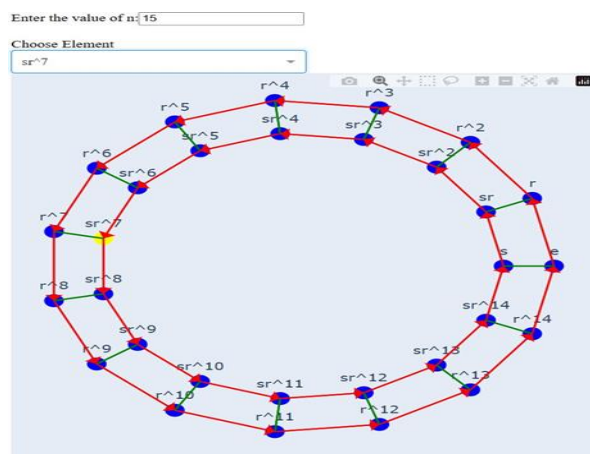 Enter the value of n: 15
Choose Element
sr^7
r^4
r^3
r^5
sr^4
sr^3
r^2
sr^5
sr^2
r^6
sr^6
r
sr
r^7
sr^7
s
e
r^8
sr^8
sr^14
r^14
sr^9
r^9
sr^13
sr^10
r^13
sr^12
sr^11
r^10
r^12
r^11